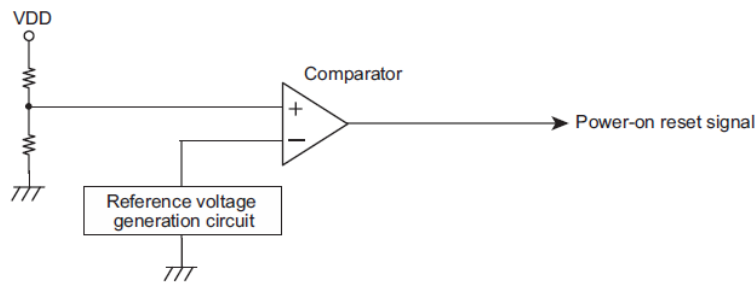 VDD
Comparator
+
−
Power-on reset signal
Reference voltage
generation circuit